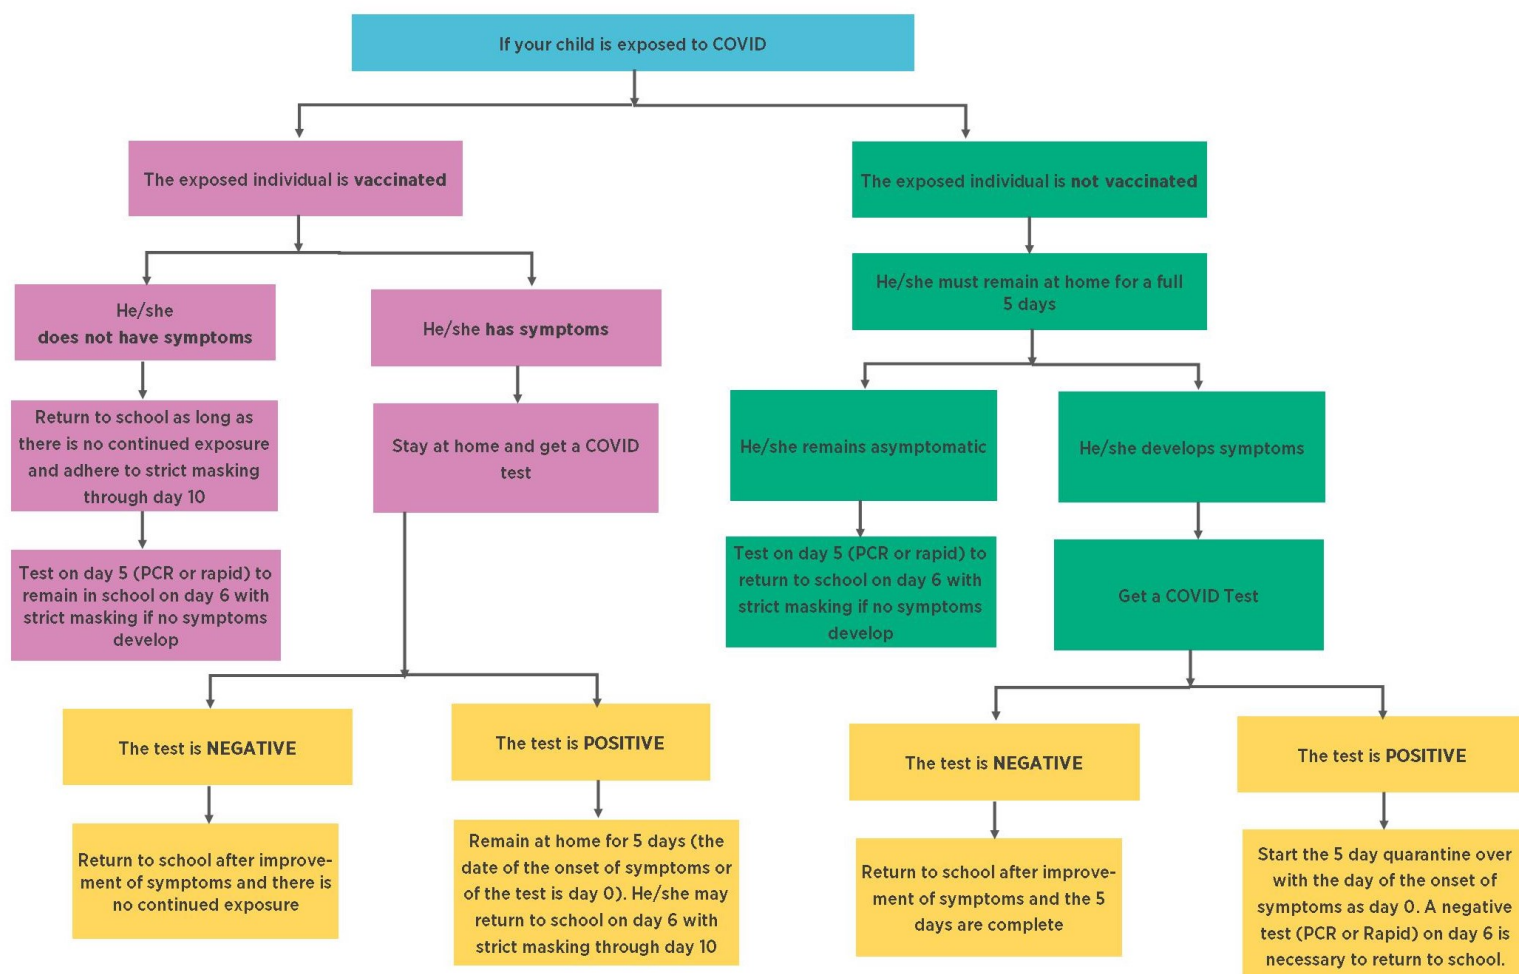 If your child is exposed to COVID
The exposed individual is vaccinated
The exposed individual is not vaccinated
He/she
does not have symptoms
He/she has symptoms
He/she must remain at home for a full
5 days
Return to school as long as
there is no continued exposure
and adhere to strict masking
through day 10
Stay at home and get a COVID
test
He/she remains asymptomatic
He/she develops symptoms
Test on day 5 (PCR or rapid) to
remain in school on day 6 with
strict masking if no symptoms
develop
Test on day 5 (PCR or rapid) to
return to school on day 6 with
strict masking if no symptoms
develop
Get a COVID Test
The test is NEGATIVE
The test is POSITIVE
The test is NEGATIVE
The test is POSITIVE
Return to school after improve-
ment of symptoms and there is
no continued exposure
Remain at home for 5 days (the
date of the onset of symptoms or
of the test is day 0). He/she may
return to school on day 6 with
strict masking through day 10
Return to school after improve-
ment of symptoms and the 5
days are complete
Start the 5 day quarantine over
with the day of the onset of
symptoms as day 0. A negative
test (PCR or Rapid) on day 6 is
necessary to return to school.